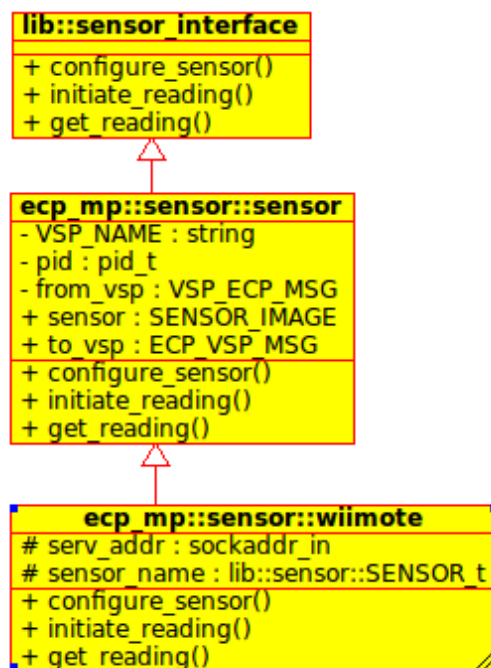 lib::sensor_interface
+ configure_sensor()
+ initiate_reading()
+ get_reading()
ecp_mp::sensor::sensor
- VSP_NAME : string
- pid : pid_t
- from_vsp : VSP_ECP_MSG
+ sensor : SENSOR_IMAGE
+ to_vsp : ECP_VSP_MSG
+ configure_sensor()
+ initiate_reading()
+ get_reading()
ecp_mp::sensor::wiimote
# serv_addr : sockaddr_in
# sensor_name : lib::sensor::SENSOR_t
+ configure_sensor()
+ initiate_reading()
+ get_reading()